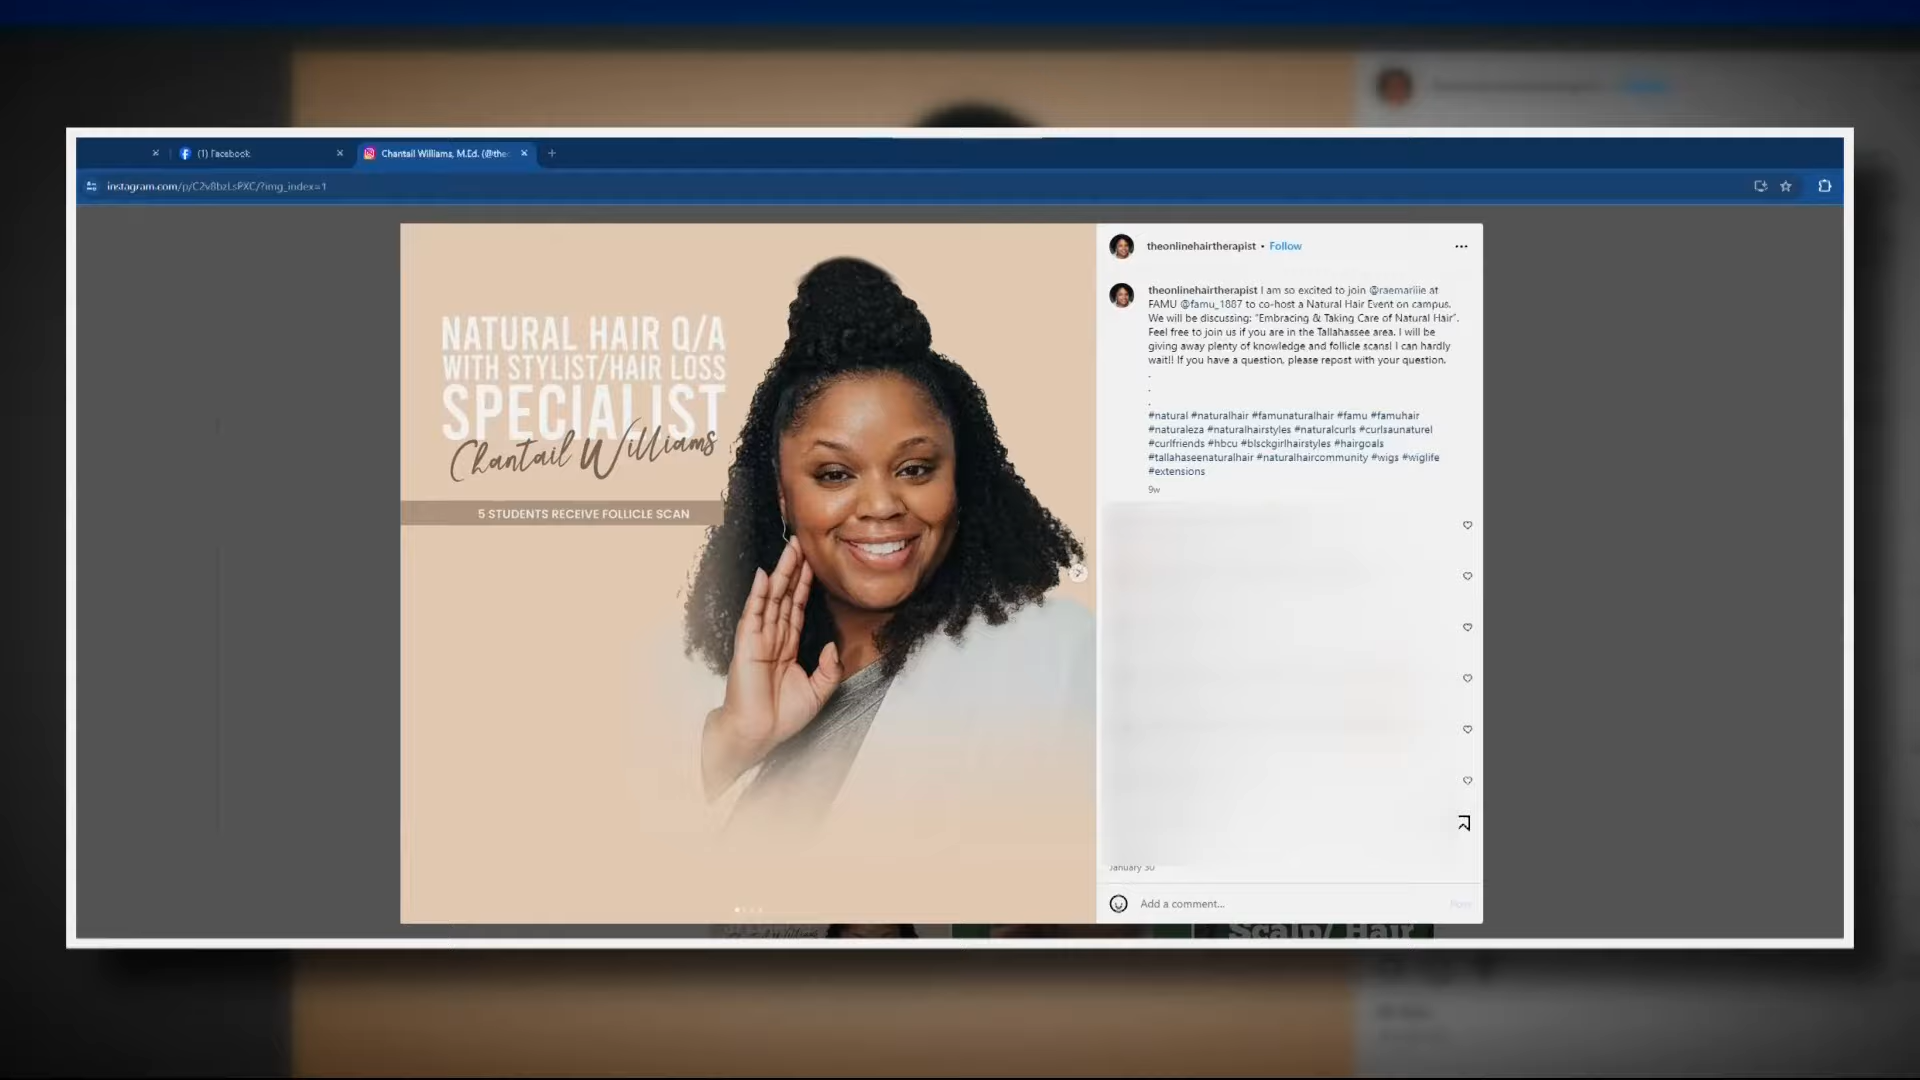 (1) Facebook
Chantail Williams, M.Ed. (@the
instagram.com/p/C2v8bzLsPXC/?img_index=1
NATURAL HAIR Q/A
WITH STYLIST/HAIR LOSS
SPECIALIST
Chantail Williams
5 STUDENTS RECEIVE FOLLICLE SCAN
theonlinehairtherapist • Follow
theonlinehairtherapist I am so excited to join @raemariiie at
FAMU @famu_1887 to co-host a Natural Hair Event on campus.
We will be discussing: "Embracing & Taking Care of Natural Hair".
Feel free to join us if you are in the Tallahassee area. I will be
giving away plenty of knowledge and follicle scans! I can hardly
wait!! If you have a question, please repost with your question.
.
.
.
#natural #naturalhair #famunaturalhair #famu #famuhair
#naturaleza #naturalhairstyles #naturalcurls #curlsaunaturel
#curlfriends #hbcu #blsckgirlhairstyles #hairgoals
#tallahaseenaturalhair #naturalhaircommunity #wigs #wiglife
#extensions
9w
January 30
Add a comment...
Scalp/ Hair